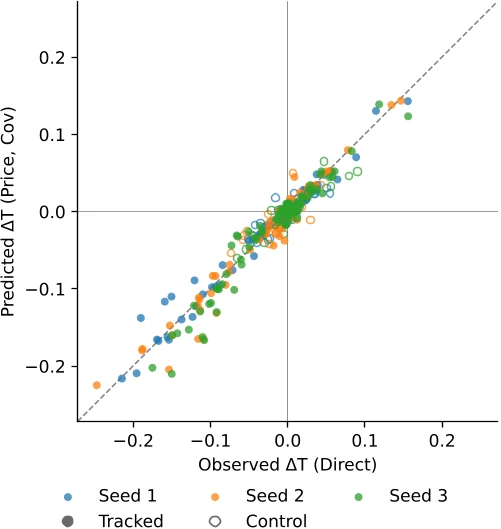 0.2
0.1
0.0
−0.1
−0.2
Predicted ΔT (Price, Cov)
−0.2 −0.1 0.0 0.1 0.2
Observed ΔT (Direct)
Seed 1 Seed 2 Seed 3
Tracked Control